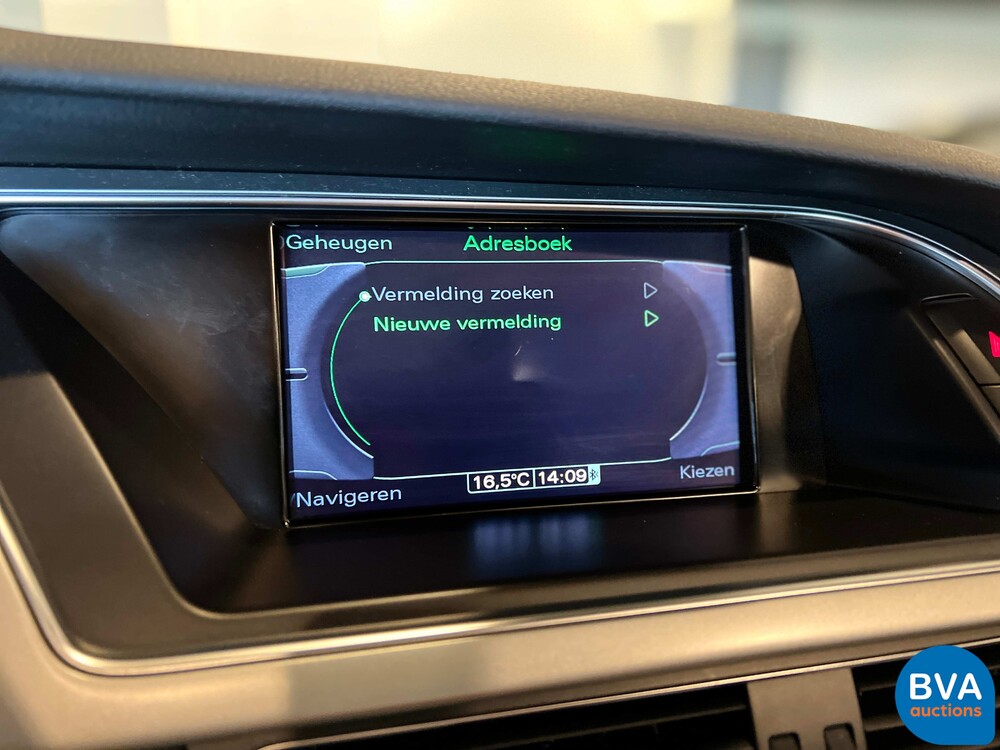 Geheugen Adresboek
Vermelding zoeken
Nieuwe vermelding
16,5°C 14:09
Kiezen
Navigeren
BVA
auctions